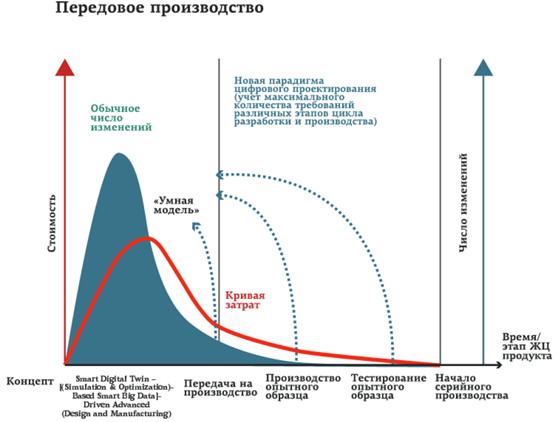 Передовое производство
Новая парадигма
цифрового проектирования
(учет максимального
количества требований
различных этапов цикла
разработки и производства)
Обычное
число
изменений
«Умная
модель»
Стоимость
Число изменений
Кривая
затрат
Время/
этап ЖЦ
продукта
Концепт
Smart Digital Twin –
[(Simulation & Optimization)-
Based Smart Big Data]-
Driven Advanced
(Design and Manufacturing)
Передача на
производство
Производство
опытного
образца
Тестирование
опытного
образца
Начало
серийного
производства